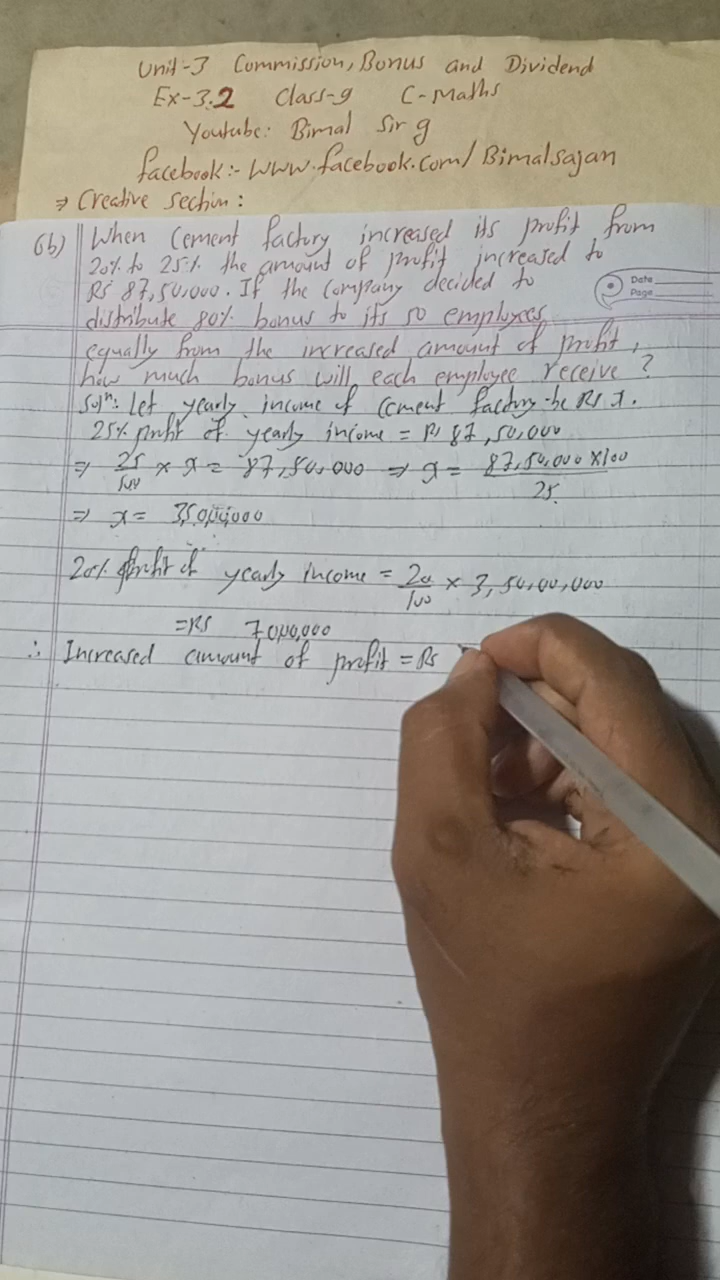 Unit-3 Commission, Bonus and Dividend
Ex-3.2 Class-9 C-Maths
Youtube: Bimal Sir g
facebook:- www.facebook.com/Bimalsajan
⇒ Creative section:
6b) When Cement factory increased its profit from
20% to 25% the amount of profit increased to
RS 87,50,000. If the company decided to
Date
Page
distribute 80% bonus to its 50 employees
equally from the increased amount of profit,
how much bonus will each employee receive?
Solⁿ: Let yearly income of cement factory be RS x.
25% profit of yearly income = RS 87,50,000
⇒ 25/100 × x = 87,50,000 ⇒ x = 87,50,000 × 100 / 25
⇒ x = 35000000
20% profit of yearly income = 20/100 × 3,50,00,000
= RS 7000,000
∴ Increased amount of profit = RS